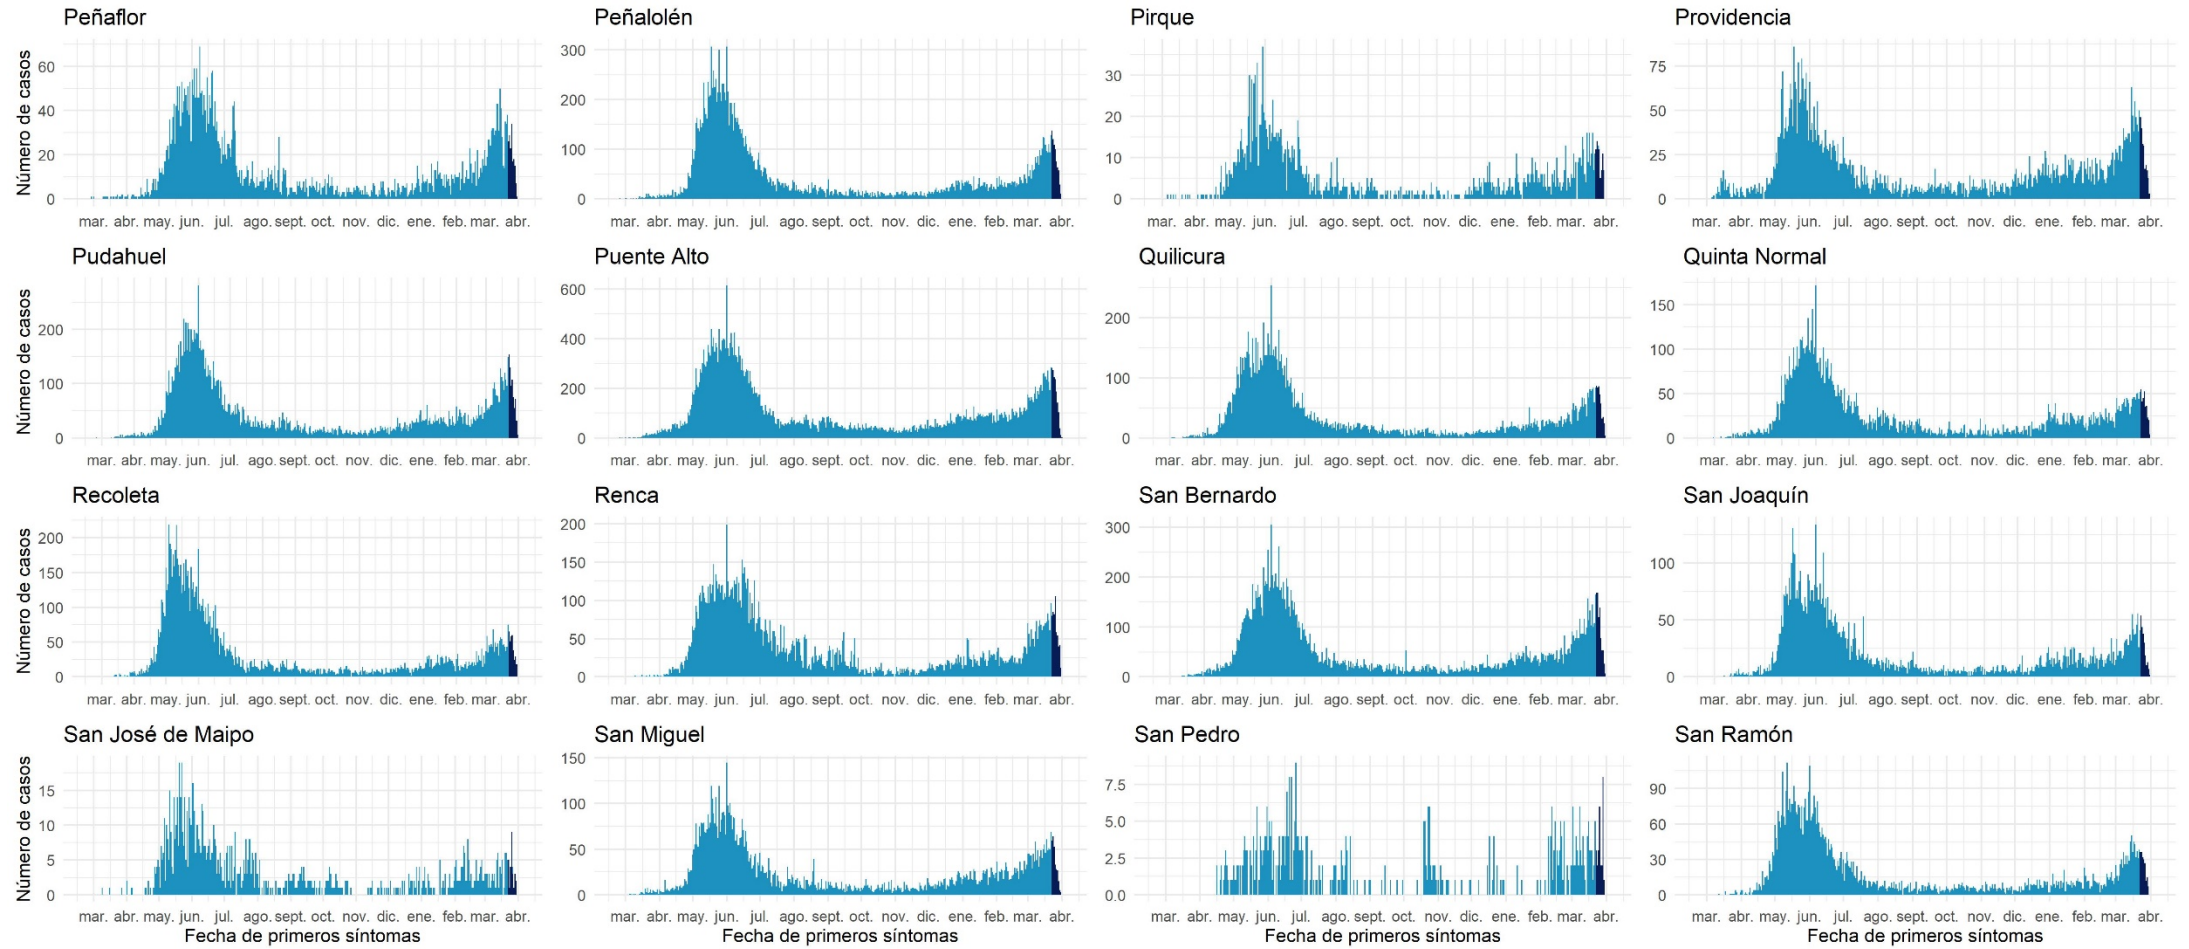 Peñaflor
Peñalolén
Pirque
Providencia
Número de casos
60
40
20
0
300
200
100
0
30
20
10
0
75
50
25
0
mar. abr. may. jun. jul. ago. sept. oct. nov. dic. ene. feb. mar. abr.
mar. abr. may. jun. jul. ago. sept. oct. nov. dic. ene. feb. mar. abr.
mar. abr. may. jun. jul. ago. sept. oct. nov. dic. ene. feb. mar. abr.
mar. abr. may. jun. jul. ago. sept. oct. nov. dic. ene. feb. mar. abr.
Pudahuel
Puente Alto
Quilicura
Quinta Normal
Número de casos
200
100
0
600
400
200
0
200
100
0
150
100
50
0
mar. abr. may. jun. jul. ago. sept. oct. nov. dic. ene. feb. mar. abr.
mar. abr. may. jun. jul. ago. sept. oct. nov. dic. ene. feb. mar. abr.
mar. abr. may. jun. jul. ago. sept. oct. nov. dic. ene. feb. mar. abr.
mar. abr. may. jun. jul. ago. sept. oct. nov. dic. ene. feb. mar. abr.
Recoleta
Renca
San Bernardo
San Joaquín
Número de casos
200
150
100
50
0
200
150
100
50
0
300
200
100
0
100
50
0
mar. abr. may. jun. jul. ago. sept. oct. nov. dic. ene. feb. mar. abr.
mar. abr. may. jun. jul. ago. sept. oct. nov. dic. ene. feb. mar. abr.
mar. abr. may. jun. jul. ago. sept. oct. nov. dic. ene. feb. mar. abr.
mar. abr. may. jun. jul. ago. sept. oct. nov. dic. ene. feb. mar. abr.
San José de Maipo
San Miguel
San Pedro
San Ramón
Número de casos
15
10
5
0
150
100
50
0
7.5
5.0
2.5
0.0
90
60
30
0
mar. abr. may. jun. jul. ago. sept. oct. nov. dic. ene. feb. mar. abr.
mar. abr. may. jun. jul. ago. sept. oct. nov. dic. ene. feb. mar. abr.
mar. abr. may. jun. jul. ago. sept. oct. nov. dic. ene. feb. mar. abr.
mar. abr. may. jun. jul. ago. sept. oct. nov. dic. ene. feb. mar. abr.
Fecha de primeros síntomas
Fecha de primeros síntomas
Fecha de primeros síntomas
Fecha de primeros síntomas